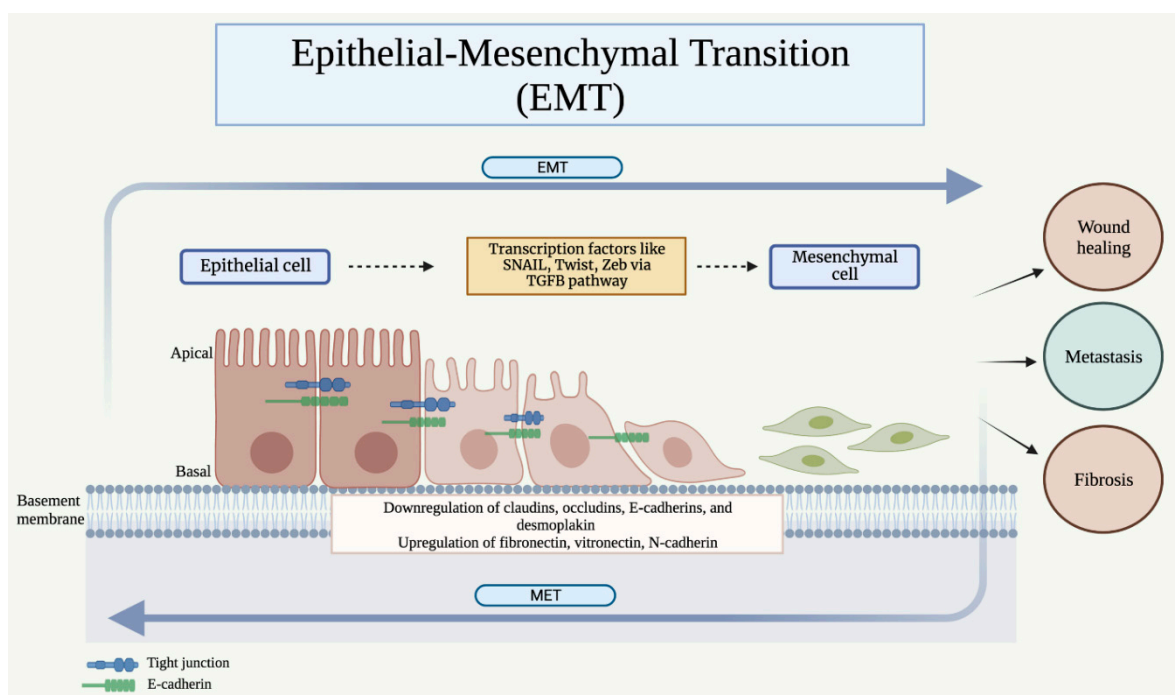 Epithelial-Mesenchymal Transition
(EMT)
EMT
Wound
healing
Epithelial cell
Transcription factors like
SNAIL, Twist, Zeb via
TGFB pathway
Mesenchymal
cell
Apical
Metastasis
Basal
Fibrosis
Basement
membrane
Downregulation of claudins, occludins, E-cadherins, and
desmoplakin
Upregulation of fibronectin, vitronectin, N-cadherin
MET
Tight junction
E-cadherin